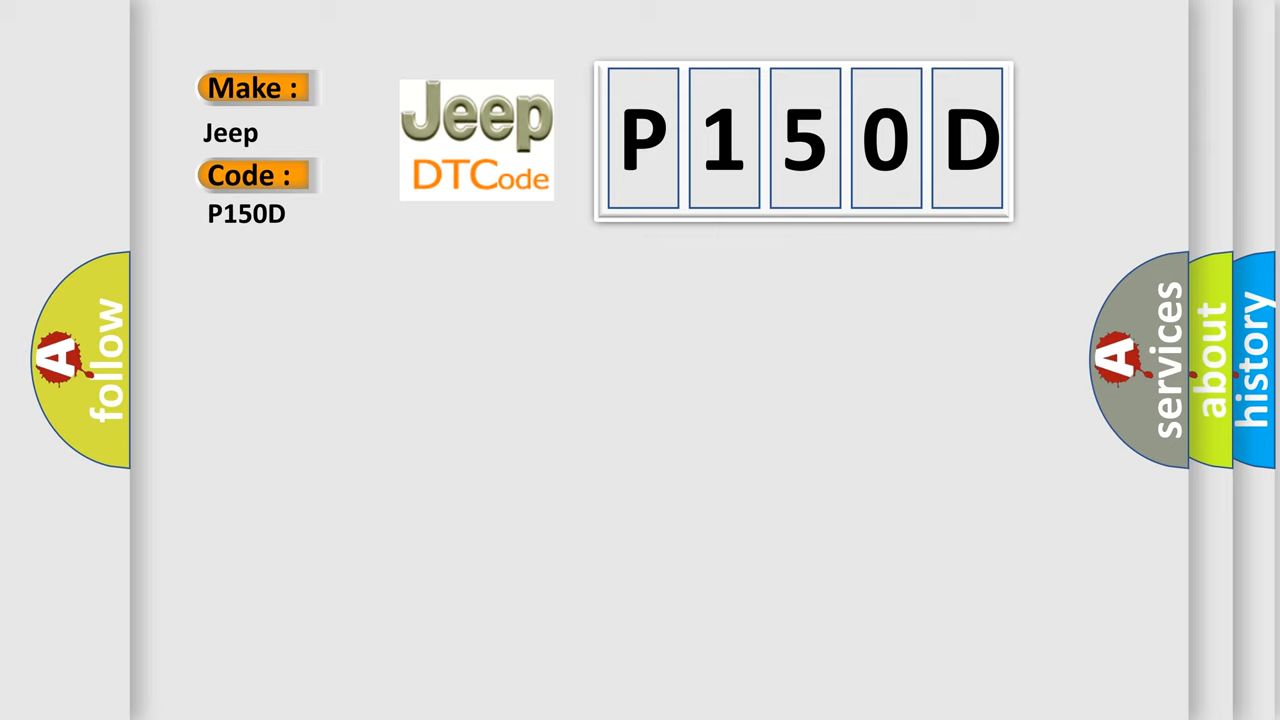 Make :
Jeep
Code :
P150D
Jeep
DTCode
P 1 5 0 D
A follow
A services
about
history